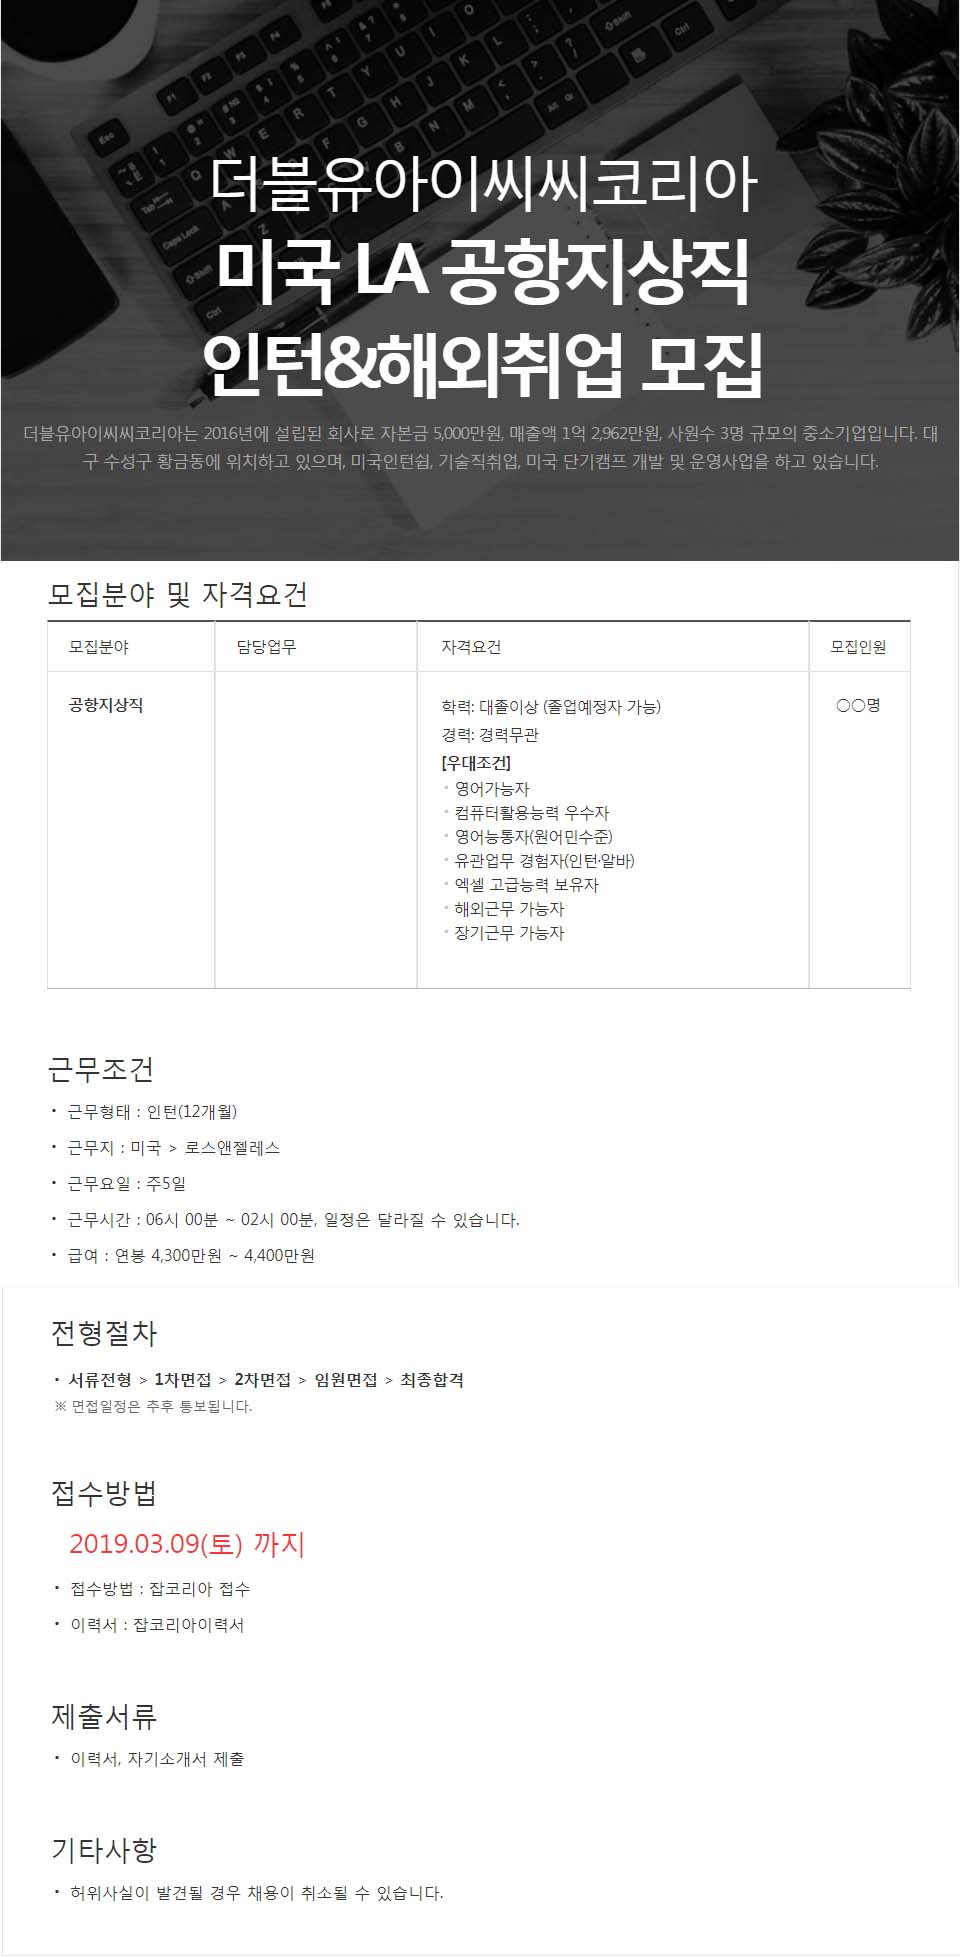 더블유아이씨씨코리아
미국 LA 공항지상직
인턴&해외취업 모집
더블유아이씨씨코리아는 2016년에 설립된 회사로 자본금 5,000만원, 매출액 1억 2,962만원, 사원수 3명 규모의 중소기업입니다. 대
구 수성구 황금동에 위치하고 있으며, 미국인턴쉽, 기술직취업, 미국 단기캠프 개발 및 운영사업을 하고 있습니다.
모집분야 및 자격요건
모집분야 담당업무 자격요건 모집인원
공항지상직 학력: 대졸이상 (졸업예정자 가능) ○○명
경력: 경력무관
[우대조건]
· 영어가능자
· 컴퓨터활용능력 우수자
· 영어능통자(원어민수준)
· 유관업무 경험자(인턴·알바)
· 엑셀 고급능력 보유자
· 해외근무 가능자
· 장기근무 가능자
근무조건
· 근무형태 : 인턴(12개월)
· 근무지 : 미국 > 로스앤젤레스
· 근무요일 : 주5일
· 근무시간 : 06시 00분 ~ 02시 00분, 일정은 달라질 수 있습니다.
· 급여 : 연봉 4,300만원 ~ 4,400만원
전형절차
· 서류전형 > 1차면접 > 2차면접 > 임원면접 > 최종합격
※ 면접일정은 추후 통보됩니다.
접수방법
2019.03.09(토) 까지
· 접수방법 : 잡코리아 접수
· 이력서 : 잡코리아이력서
제출서류
· 이력서, 자기소개서 제출
기타사항
· 허위사실이 발견될 경우 채용이 취소될 수 있습니다.